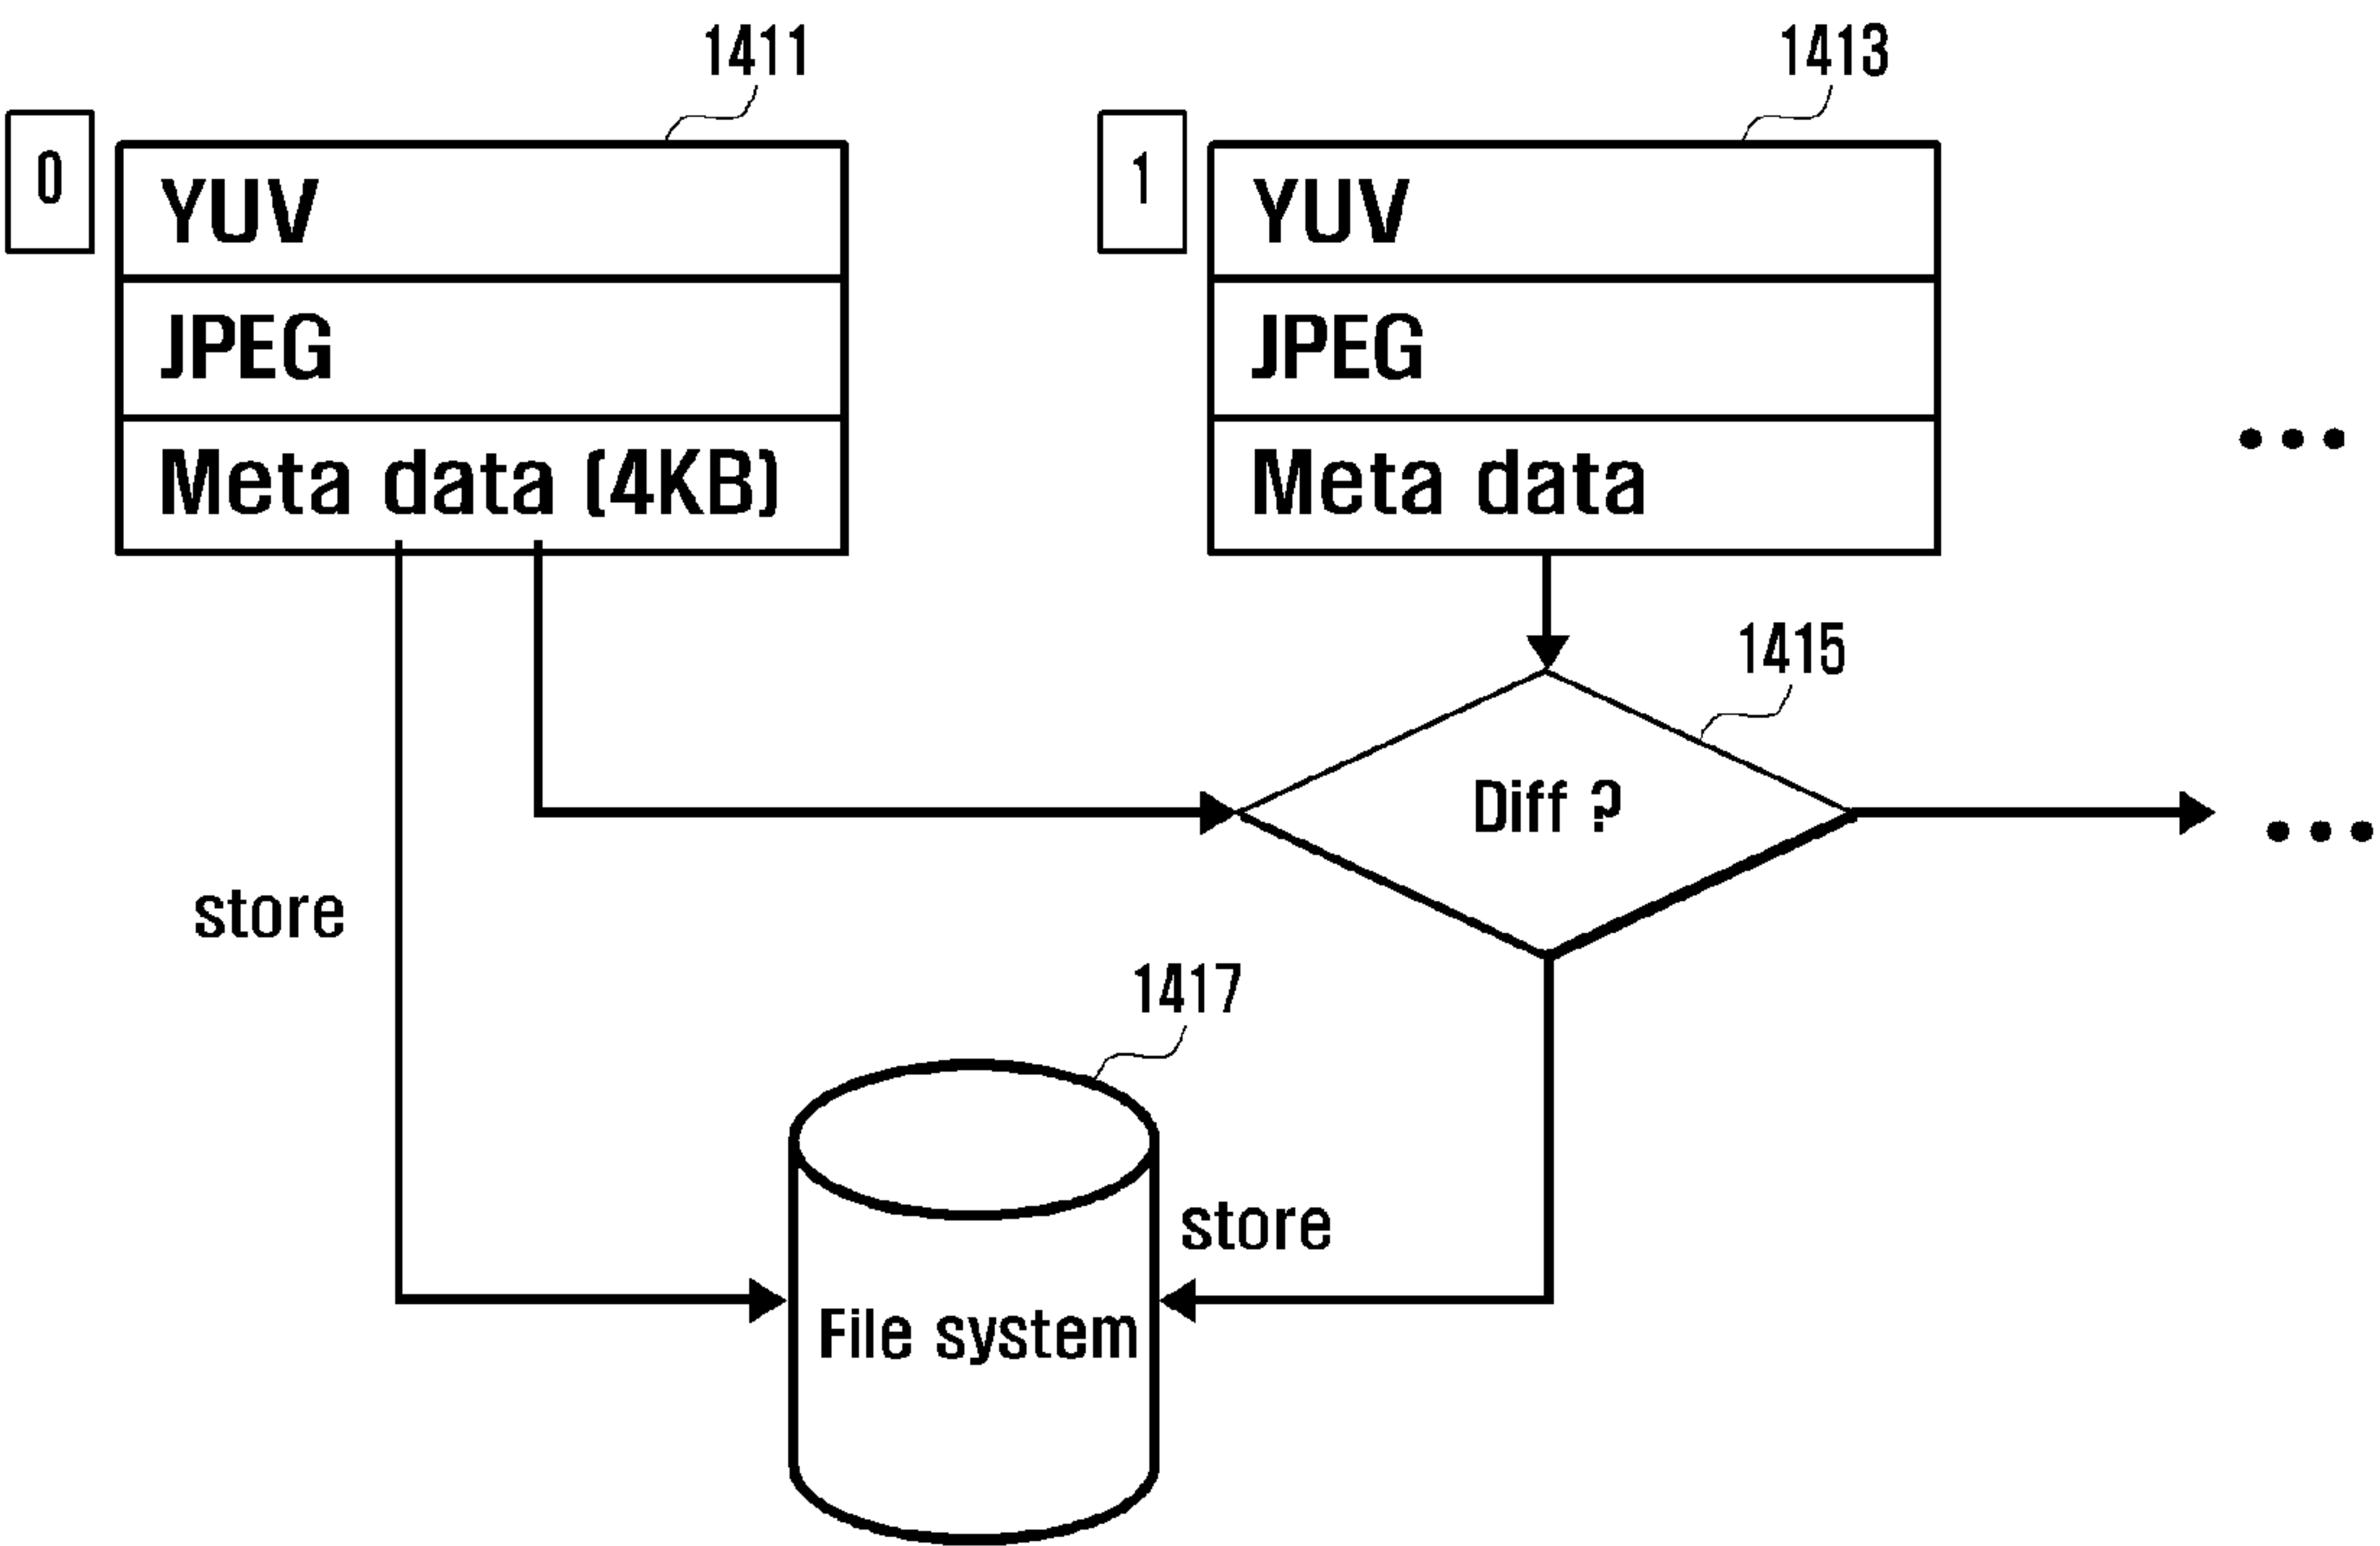 1411
1413
0
YUV
JPEG
Meta data (4KB)
1
YUV
JPEG
Meta data
1415
Diff ?
store
1417
store
File system